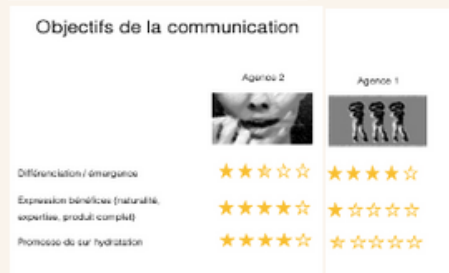 Objectifs de la communication
Agence 2
Agence 1
Différenciation / émergence
Expression bénéfices (naturalité,
expertise, produit complet)
Promesse de sur hydratation